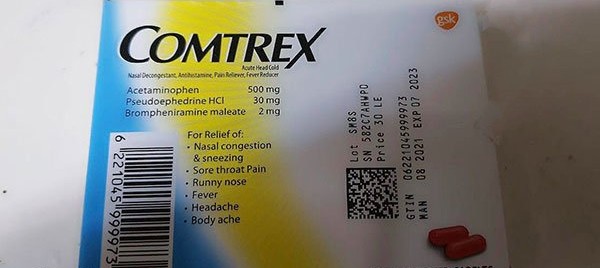 COMTREX
gsk
Acute Head Cold
Nasal Decongestant, Antihistamine, Pain Reliever, Fever Reducer
Acetaminophen 500 mg
Pseudoephedrine HCl 30 mg
Brompheniramine maleate 2 mg
For Relief of:
• Nasal congestion
& sneezing
• Sore throat Pain
• Runny nose
• Fever
• Headache
• Body ache
6 221045 999973
Lot SM8S
SN 582C7AHWPD
Price 30 LE
GTIN 06221045999973
MAN 08 2021 EXP 07 2023